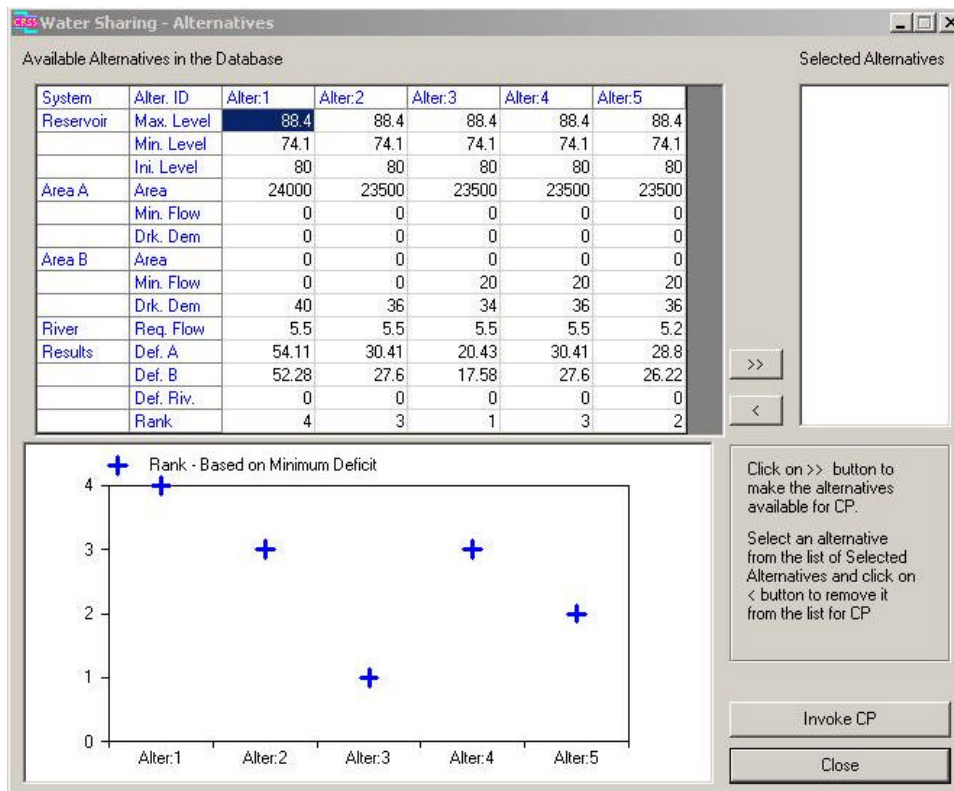 CRSS Water Sharing - Alternatives
Available Alternatives in the Database
Selected Alternatives
System Alter. ID Alter:1 Alter:2 Alter:3 Alter:4 Alter:5
Reservoir Max. Level 88.4 88.4 88.4 88.4 88.4
Min. Level 74.1 74.1 74.1 74.1 74.1
Ini. Level 80 80 80 80 80
Area A Area 24000 23500 23500 23500 23500
Min. Flow 0 0 0 0 0
Drk. Dem 0 0 0 0 0
Area B Area 0 0 0 0 0
Min. Flow 0 0 20 20 20
Drk. Dem 40 36 34 36 36
River Req. Flow 5.5 5.5 5.5 5.5 5.2
Results Def. A 54.11 30.41 20.43 30.41 28.8
Def. B 52.28 27.6 17.58 27.6 26.22
Def. Riv. 0 0 0 0 0
Rank 4 3 1 3 2
>>
<
Rank - Based on Minimum Deficit
4
3
2
1
0
Alter:1 Alter:2 Alter:3 Alter:4 Alter:5
Click on >> button to
make the alternatives
available for CP.
Select an alternative
from the list of Selected
Alternatives and click on
< button to remove it
from the list for CP
Invoke CP
Close